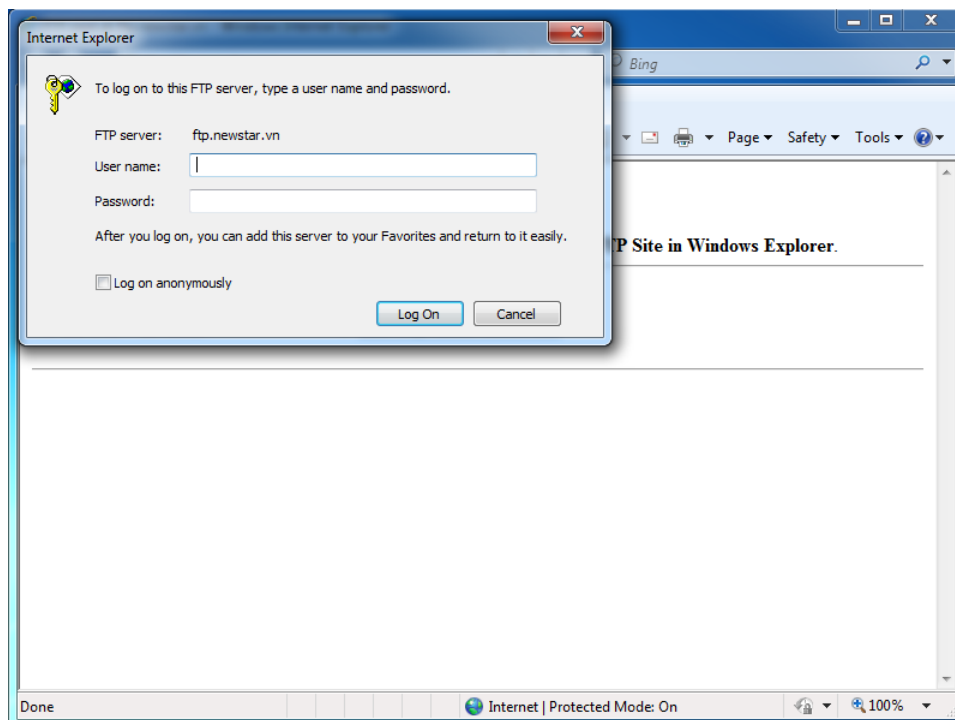 Internet Explorer
Bing
To log on to this FTP server, type a user name and password.
FTP server: ftp.newstar.vn
Page Safety Tools
User name:
Password:
After you log on, you can add this server to your Favorites and return to it easily.
P Site in Windows Explorer.
Log on anonymously
Log On Cancel
Done Internet | Protected Mode: On 100%